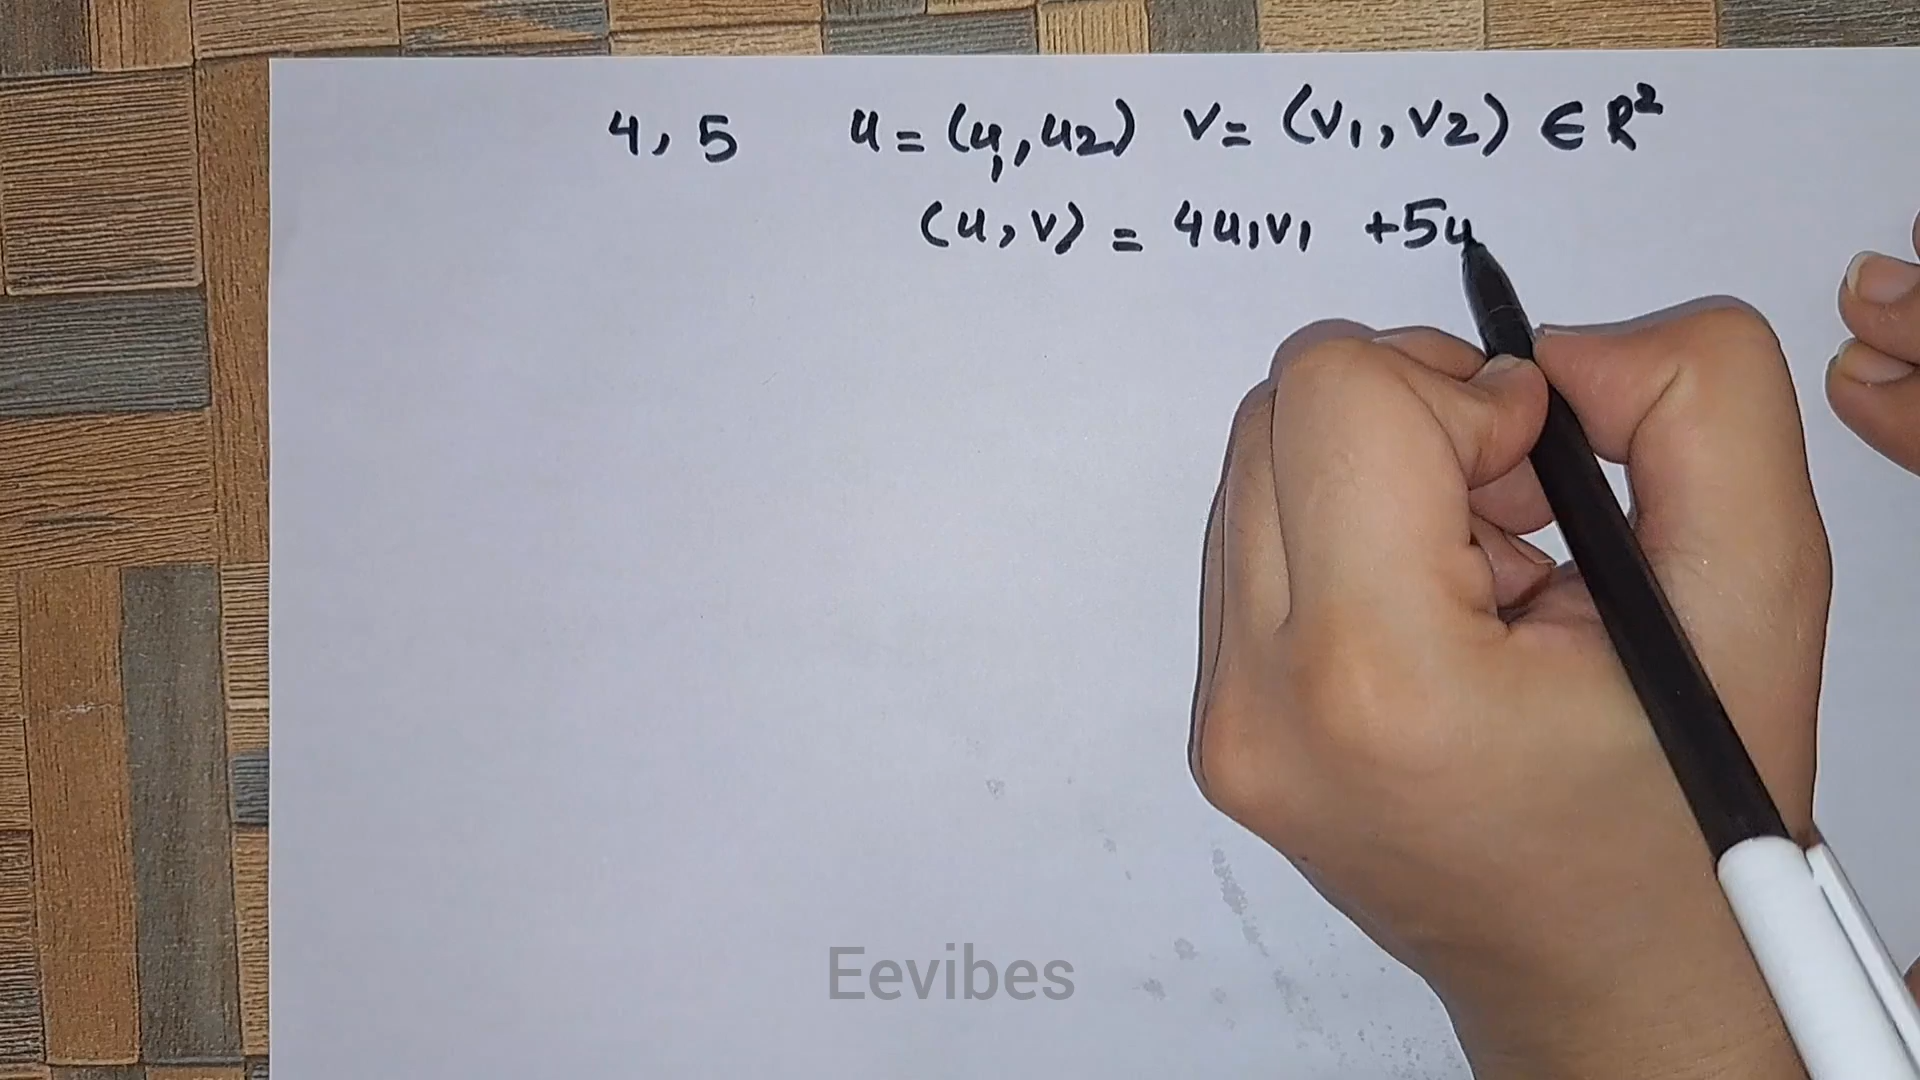 4, 5 u = (u₁, u₂) v = (v₁, v₂) ∈ R²
(u, v) = 4u₁v₁ + 5u
Eevibes